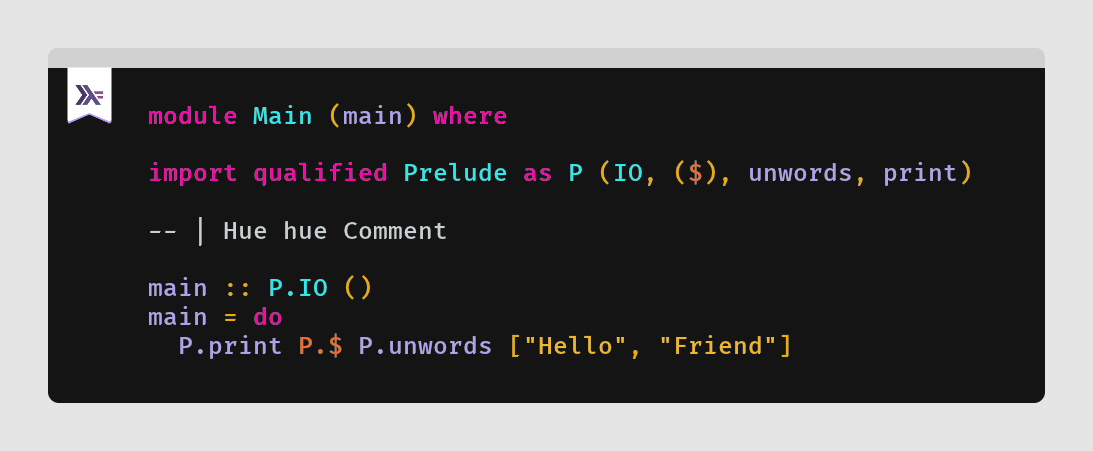 module Main (main) where
import qualified Prelude as P (IO, ($), unwords, print)
-- | Hue hue Comment
main :: P.IO ()
main = do
  P.print P.$ P.unwords ["Hello", "Friend"]